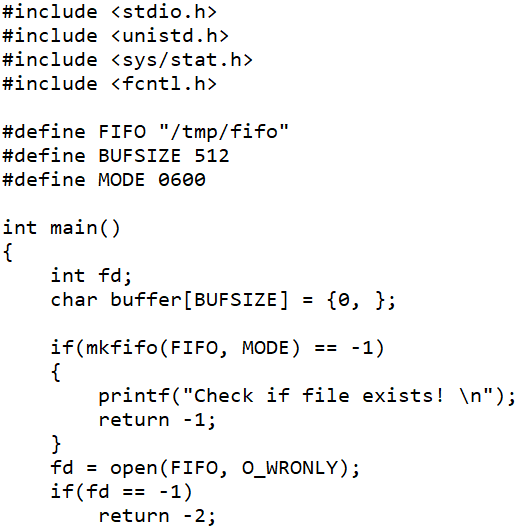 #include <stdio.h>
#include <unistd.h>
#include <sys/stat.h>
#include <fcntl.h>

#define FIFO "/tmp/fifo"
#define BUFSIZE 512
#define MODE 0600

int main()
{
    int fd;
    char buffer[BUFSIZE] = {0, };

    if(mkfifo(FIFO, MODE) == -1)
    {
        printf("Check if file exists! \n");
        return -1;
    }
    fd = open(FIFO, O_WRONLY);
    if(fd == -1)
        return -2;